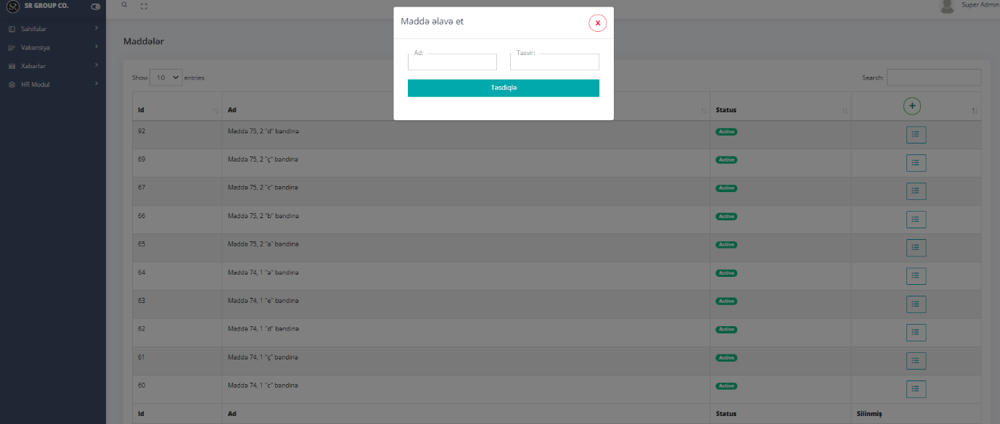 SR GROUP CO.
Super Admin
Səhifələr
Vakansiya
Xəbərlər
HR Modul
Maddə əlavə et
X
Ad:
Təsvir:
Təsdiqlə
Maddələr
Show 10 entries
Search:
Id Ad Status
92 Maddə 75, 2 "d" bəndinə Active
69 Maddə 75, 2 "ç" bəndinə Active
67 Maddə 75, 2 "c" bəndinə Active
66 Maddə 75, 2 "b" bəndinə Active
65 Maddə 75, 2 "a" bəndinə Active
64 Maddə 74, 1 "ə" bəndinə Active
63 Maddə 74, 1 "e" bəndinə Active
62 Maddə 74, 1 "d" bəndinə Active
61 Maddə 74, 1 "ç" bəndinə Active
60 Maddə 74, 1 "c" bəndinə Active
Id Ad Status Silinmiş